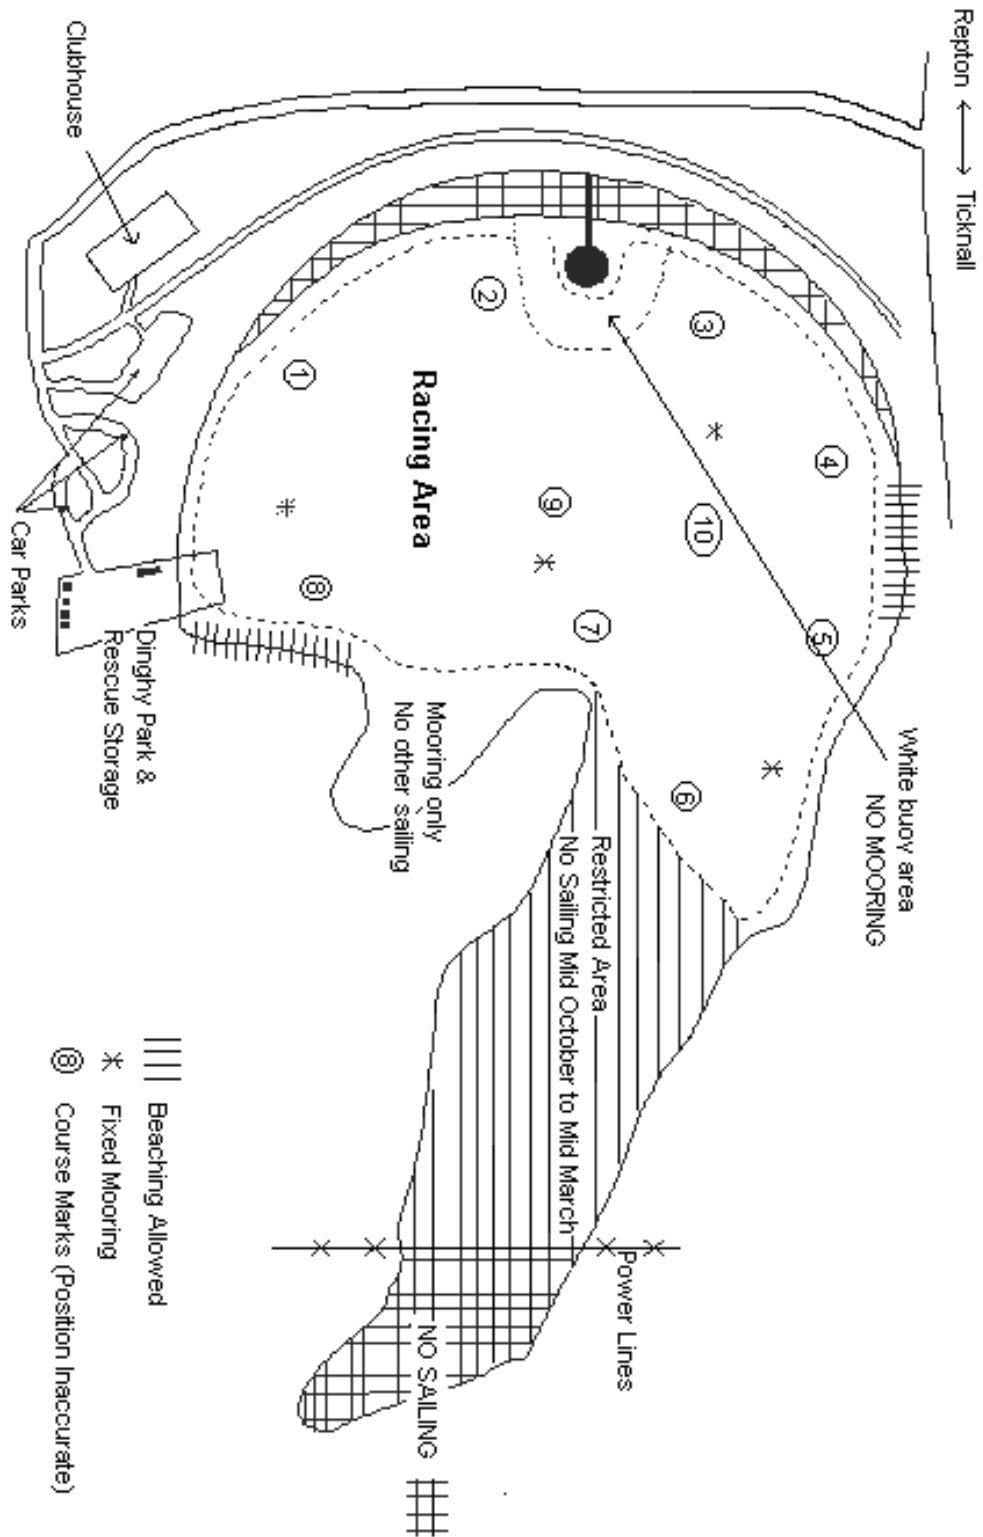 Repton ⟷ Ticknall
Clubhouse
Car Parks
Dinghy Park &
Rescue Storage
Racing Area
1
2
3
4
5
6
7
8
9
10
White buoy area
NO MOORING
Mooring only
No other sailing
Restricted Area
No Sailing Mid October to Mid March
Power Lines
NO SAILING
Beaching Allowed
Fixed Mooring
8 Course Marks (Position Inaccurate)